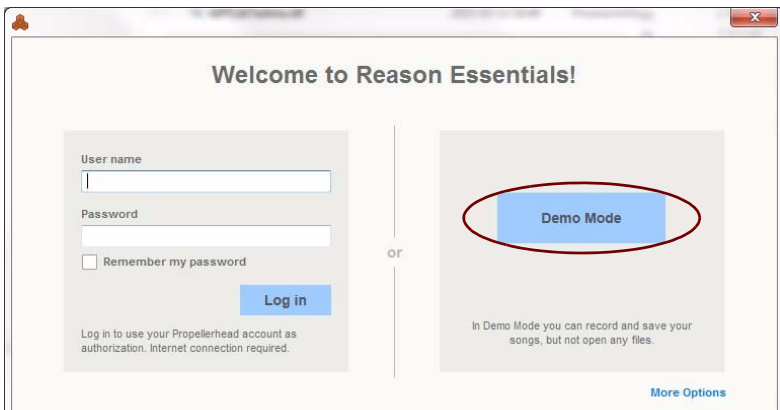 Welcome to Reason Essentials!
User name
Password
Remember my password
Log in
Log in to use your Propellerhead account as
authorization. Internet connection required.
or
Demo Mode
In Demo Mode you can record and save your
songs, but not open any files.
More Options